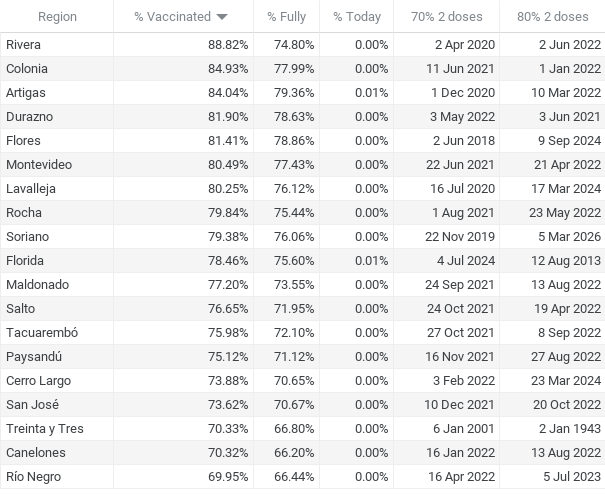 Region % Vaccinated % Fully % Today 70% 2 doses 80% 2 doses
Rivera 88.82% 74.80% 0.00% 2 Apr 2020 2 Jun 2022
Colonia 84.93% 77.99% 0.00% 11 Jun 2021 1 Jan 2022
Artigas 84.04% 79.36% 0.01% 1 Dec 2020 10 Mar 2022
Durazno 81.90% 78.63% 0.00% 3 May 2022 3 Jun 2021
Flores 81.41% 78.86% 0.00% 2 Jun 2018 9 Sep 2024
Montevideo 80.49% 77.43% 0.00% 22 Jun 2021 21 Apr 2022
Lavalleja 80.25% 76.12% 0.00% 16 Jul 2020 17 Mar 2024
Rocha 79.84% 75.44% 0.00% 1 Aug 2021 23 May 2022
Soriano 79.38% 76.06% 0.00% 22 Nov 2019 5 Mar 2026
Florida 78.46% 75.60% 0.01% 4 Jul 2024 12 Aug 2013
Maldonado 77.20% 73.55% 0.00% 24 Sep 2021 13 Aug 2022
Salto 76.65% 71.95% 0.00% 24 Oct 2021 19 Apr 2022
Tacuarembó 75.98% 72.10% 0.00% 27 Oct 2021 8 Sep 2022
Paysandú 75.12% 71.12% 0.00% 16 Nov 2021 27 Aug 2022
Cerro Largo 73.88% 70.65% 0.00% 3 Feb 2022 23 Mar 2024
San José 73.62% 70.67% 0.00% 10 Dec 2021 20 Oct 2022
Treinta y Tres 70.33% 66.80% 0.00% 6 Jan 2001 2 Jan 1943
Canelones 70.32% 66.20% 0.00% 16 Jan 2022 13 Aug 2022
Río Negro 69.95% 66.44% 0.00% 16 Apr 2022 5 Jul 2023